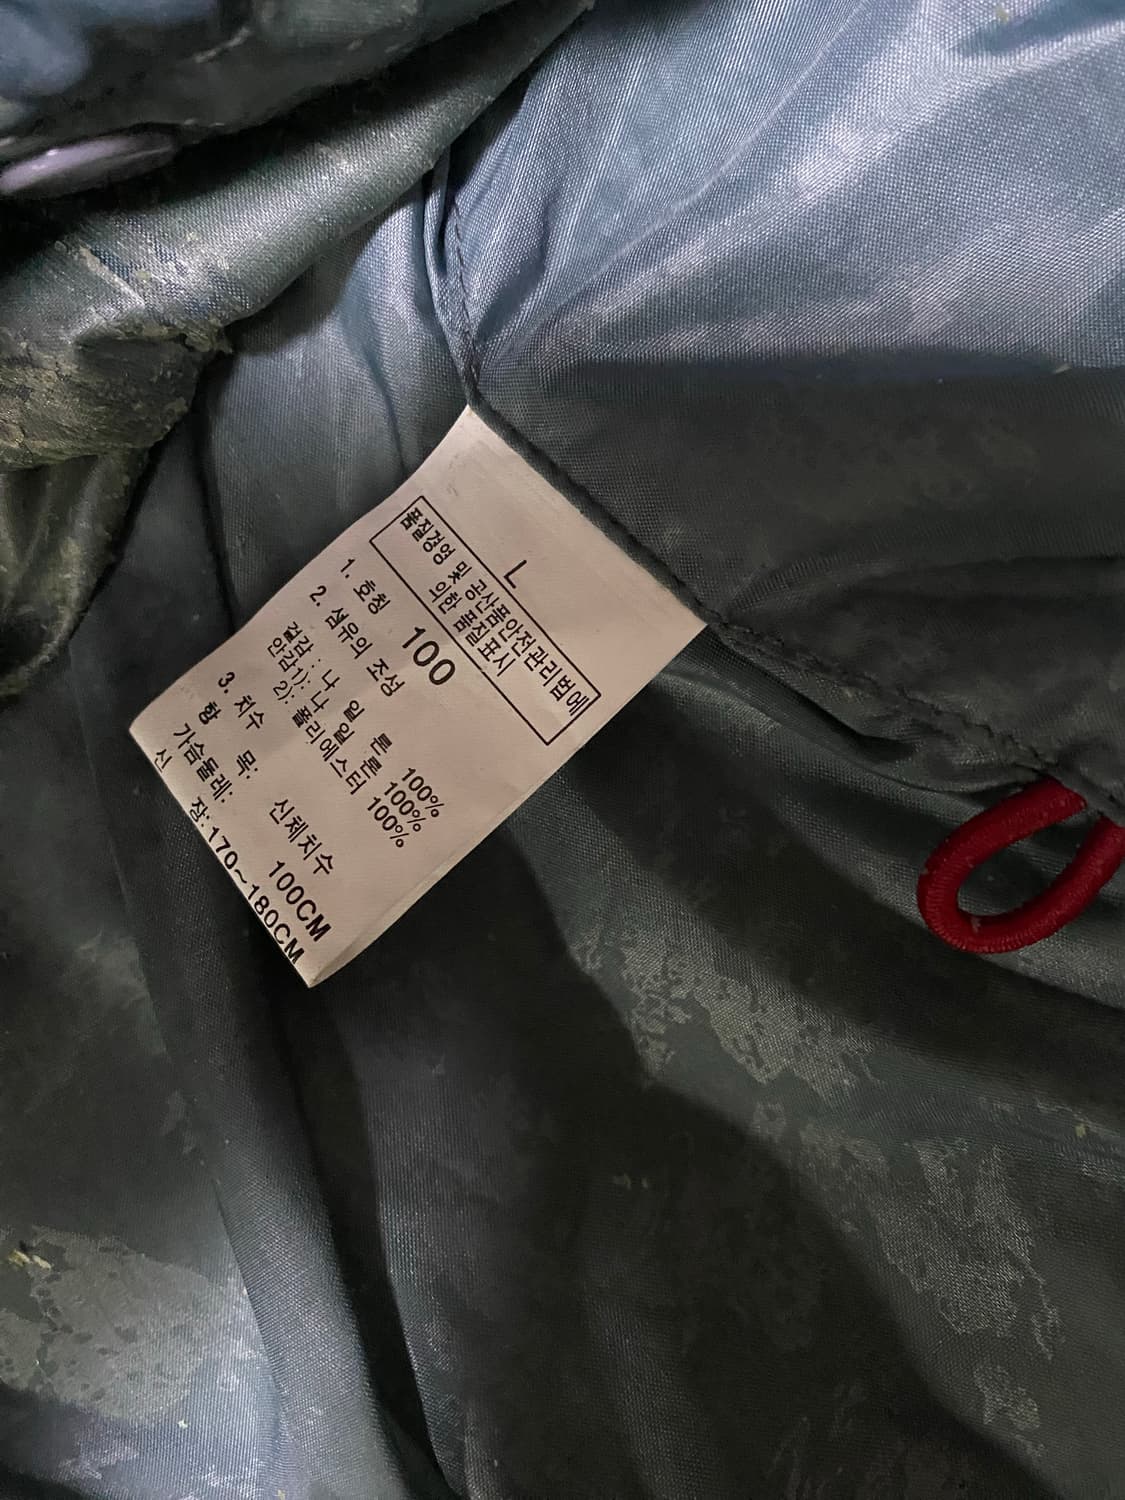 L
품질경영 및 공산품안전관리법에
의한 품질표시
1. 호칭 100
2. 섬유의 조성
겉감 : 나 일 론 100%
안감1): 나 일 론 100%
2): 폴리에스터 100%
3. 치수
항 목: 신체치수
가슴둘레: 100CM
신 장: 170~180CM